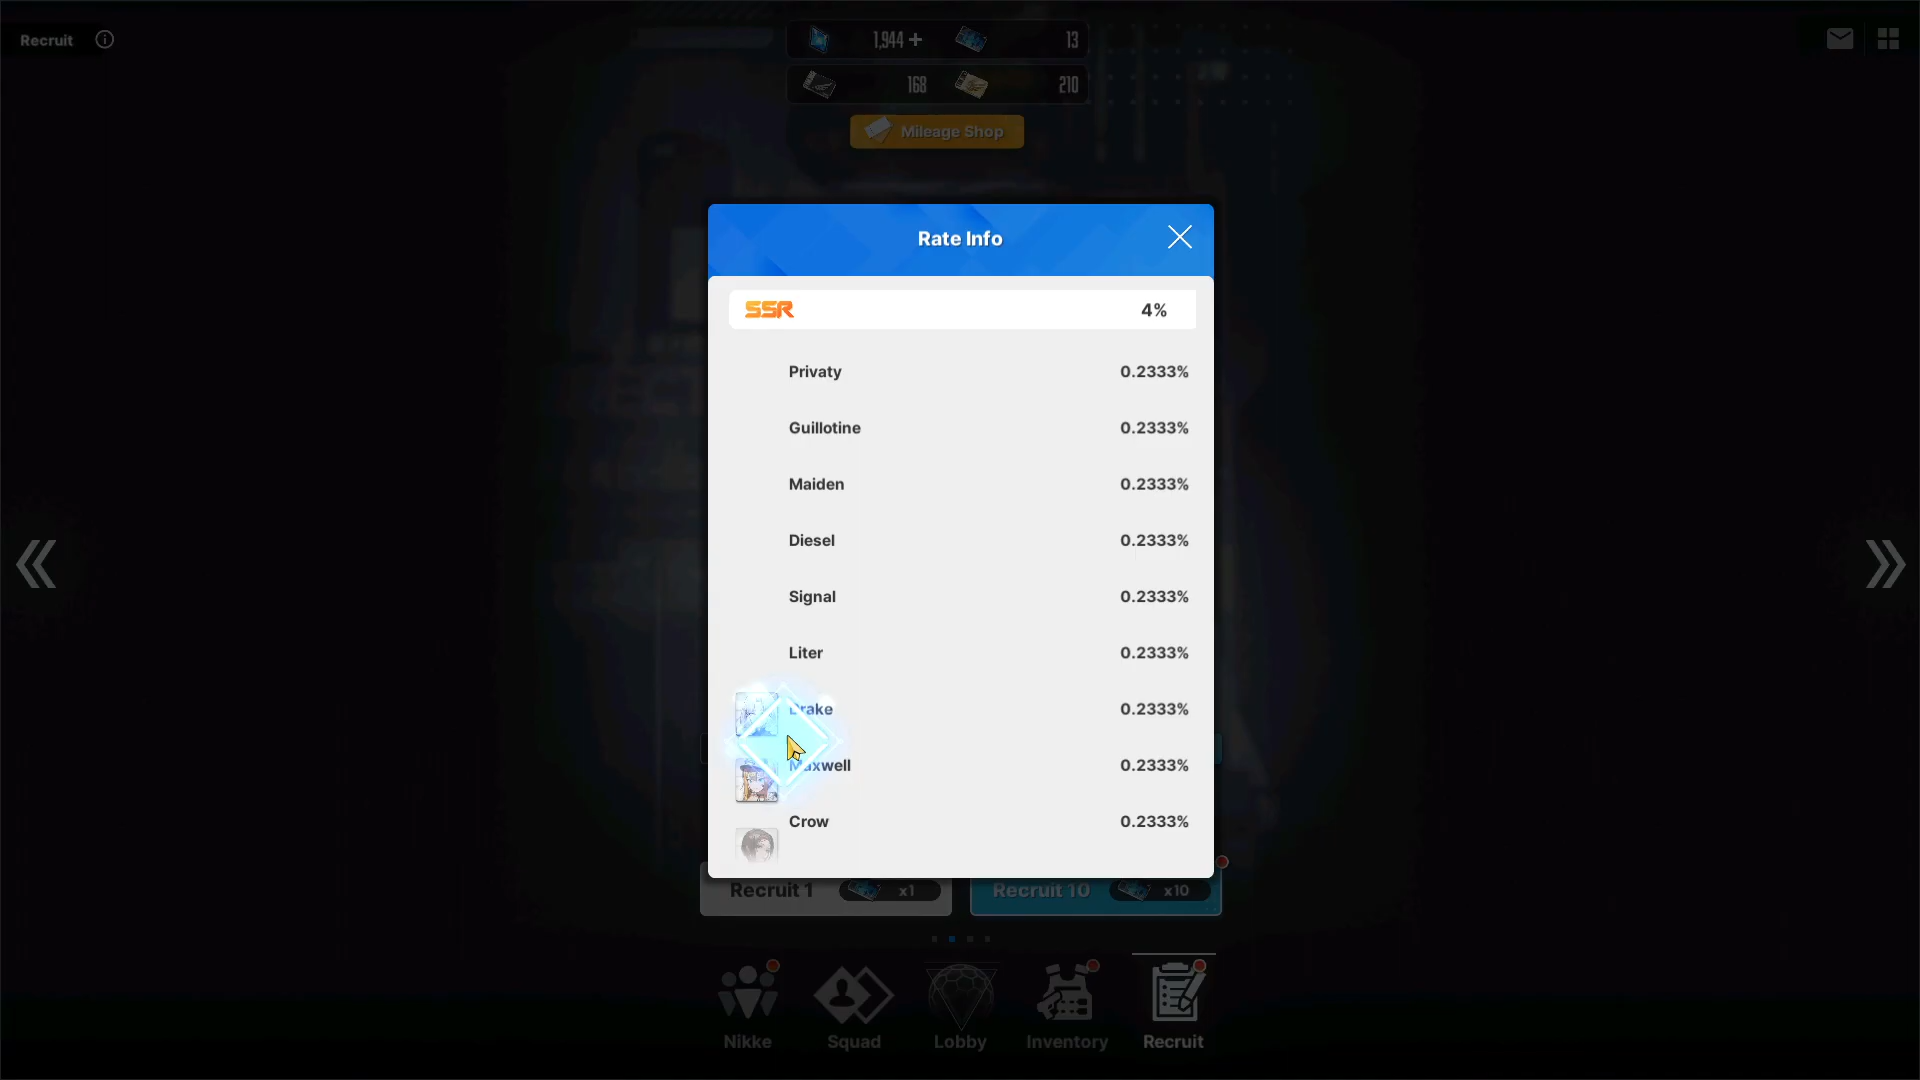 Recruit
1,944
13
168
210
Mileage Shop
Rate Info
SSR 4%
Privaty 0.2333%
Guillotine 0.2333%
Maiden 0.2333%
Diesel 0.2333%
Signal 0.2333%
Liter 0.2333%
Drake 0.2333%
Maxwell 0.2333%
Crow 0.2333%
Recruit 1 x1
Recruit 10 x10
Nikke
Squad
Lobby
Inventory
Recruit